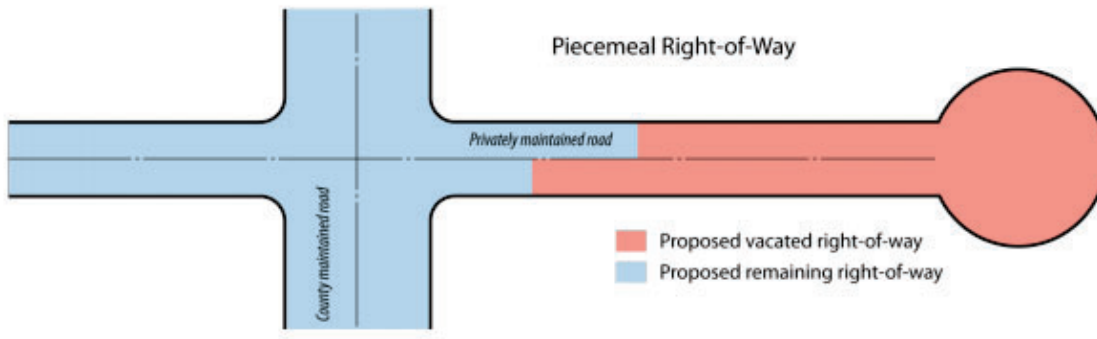 Piecemeal Right-of-Way
Privately maintained road
County maintained road
Proposed vacated right-of-way
Proposed remaining right-of-way